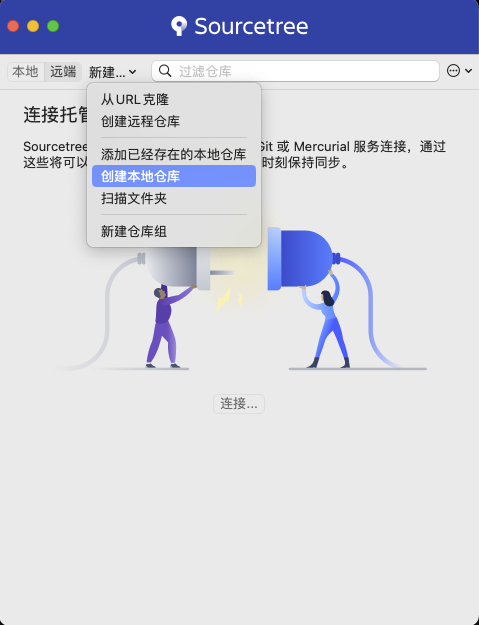 Sourcetree
本地 远端 新建... 过滤仓库
从URL克隆
连接托管
创建远程仓库
Sourcetree 添加已经存在的本地仓库 Git 或 Mercurial 服务连接，通过
这些将可以 创建本地仓库 时刻保持同步。
扫描文件夹
新建仓库组
连接...